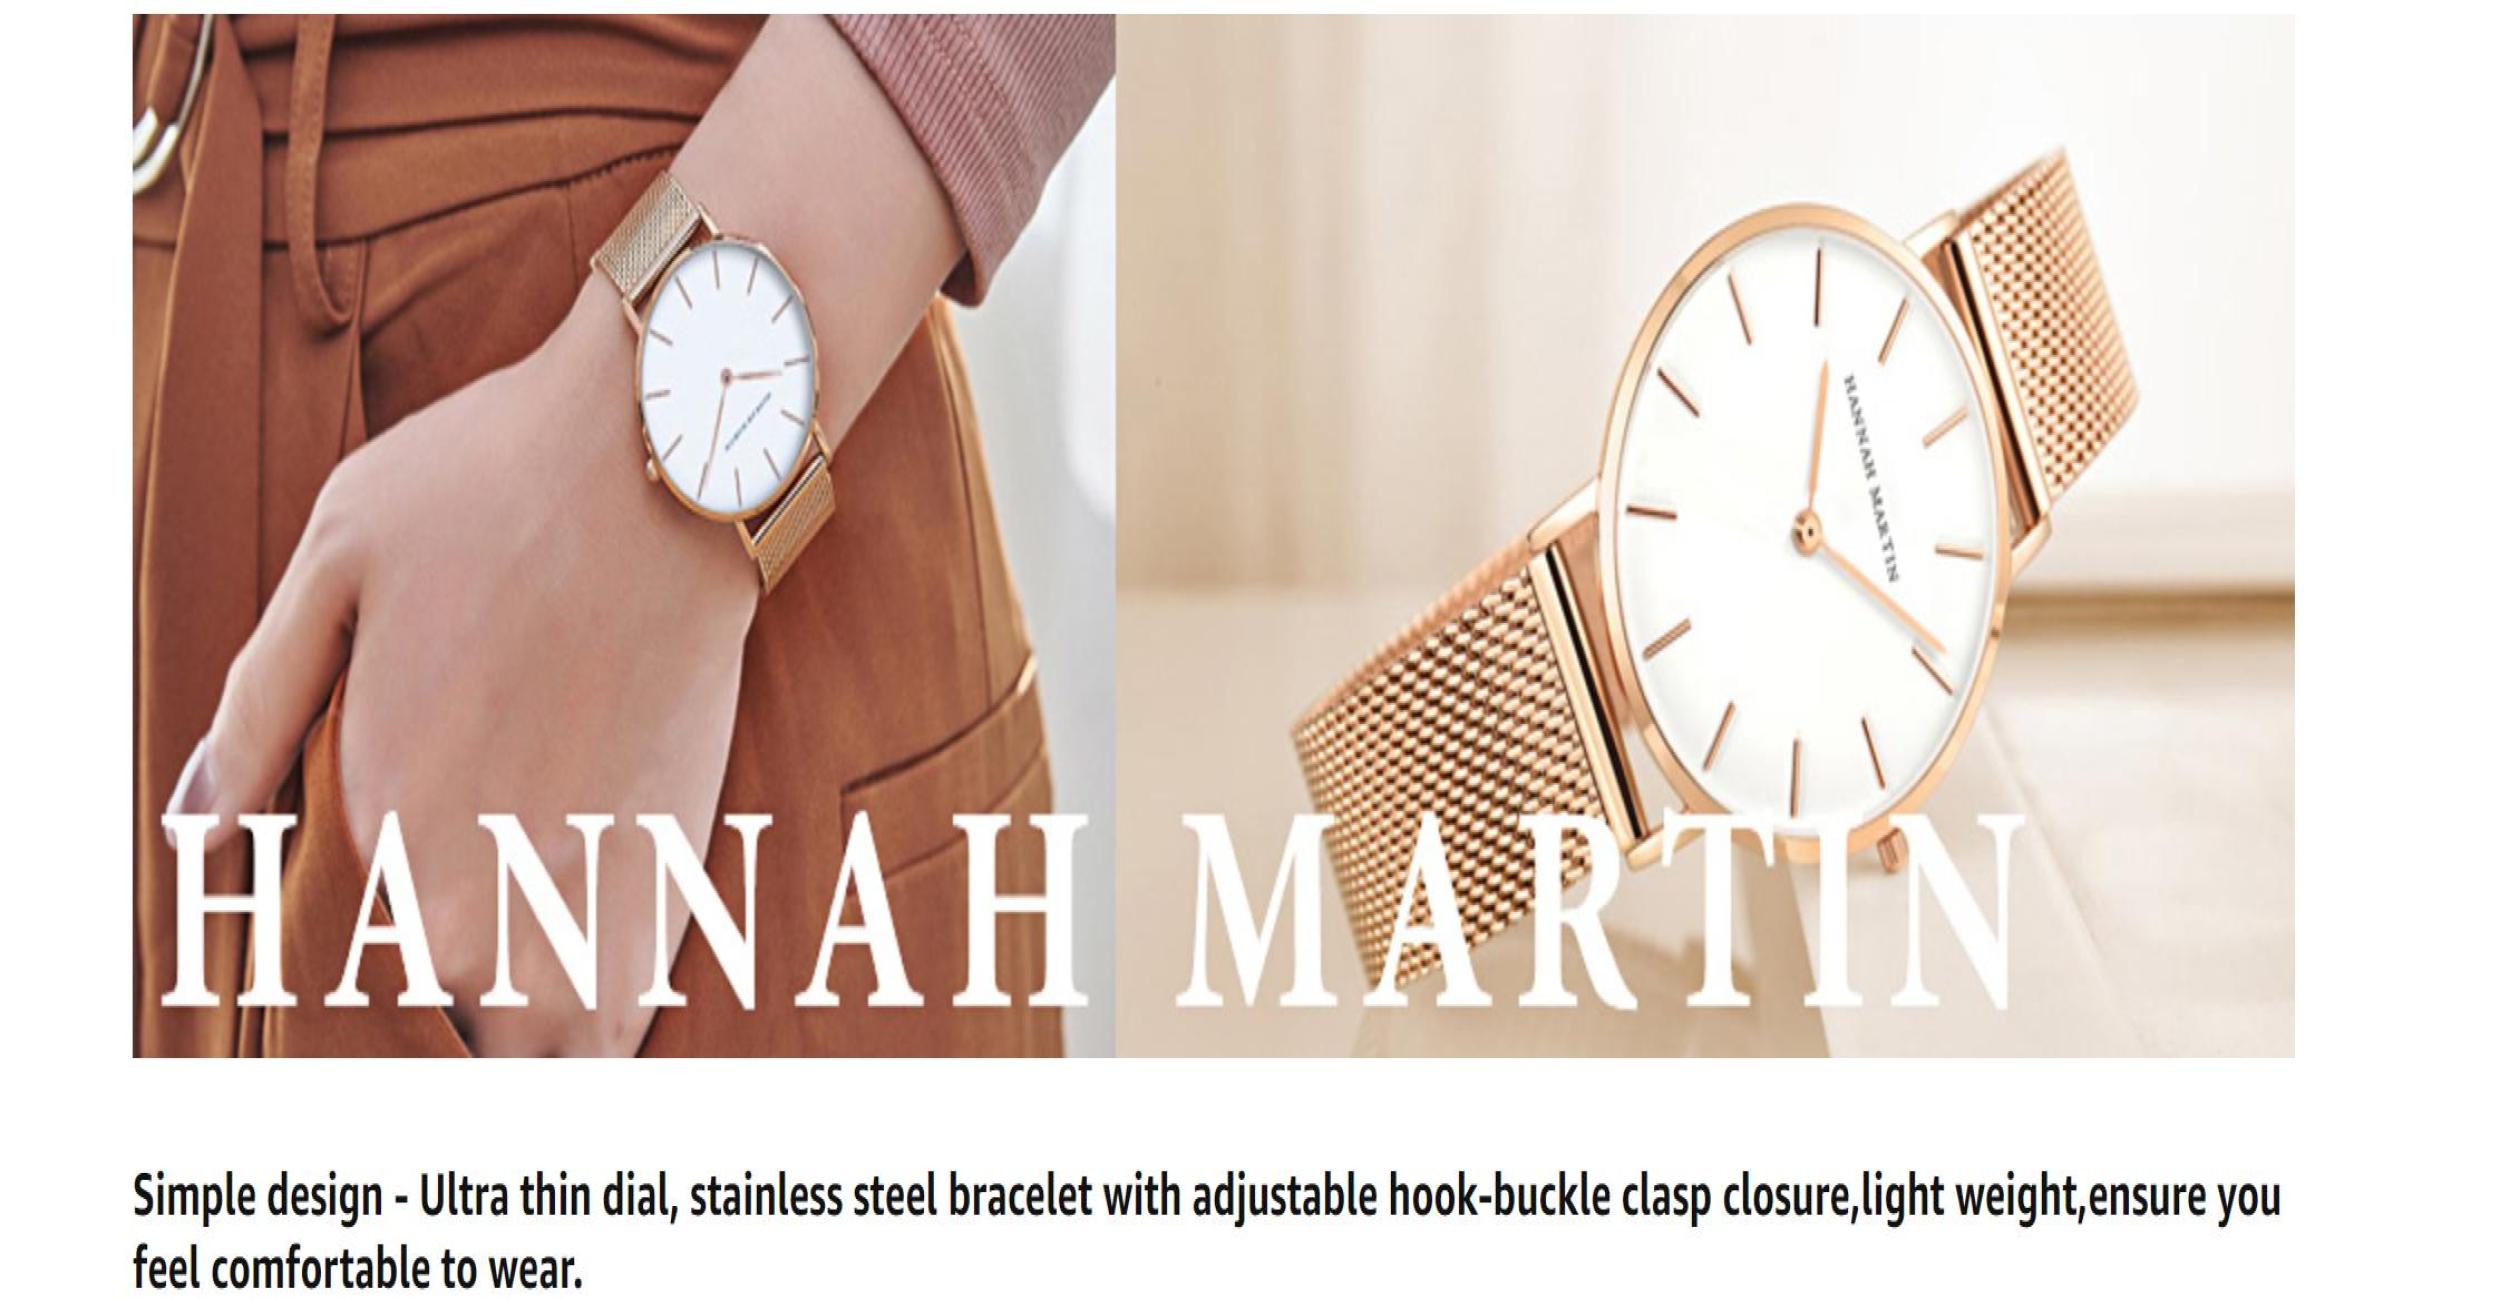 HANNAH MARTIN
HANNAH MARTIN
Simple design - Ultra thin dial, stainless steel bracelet with adjustable hook-buckle clasp closure,light weight,ensure you
feel comfortable to wear.